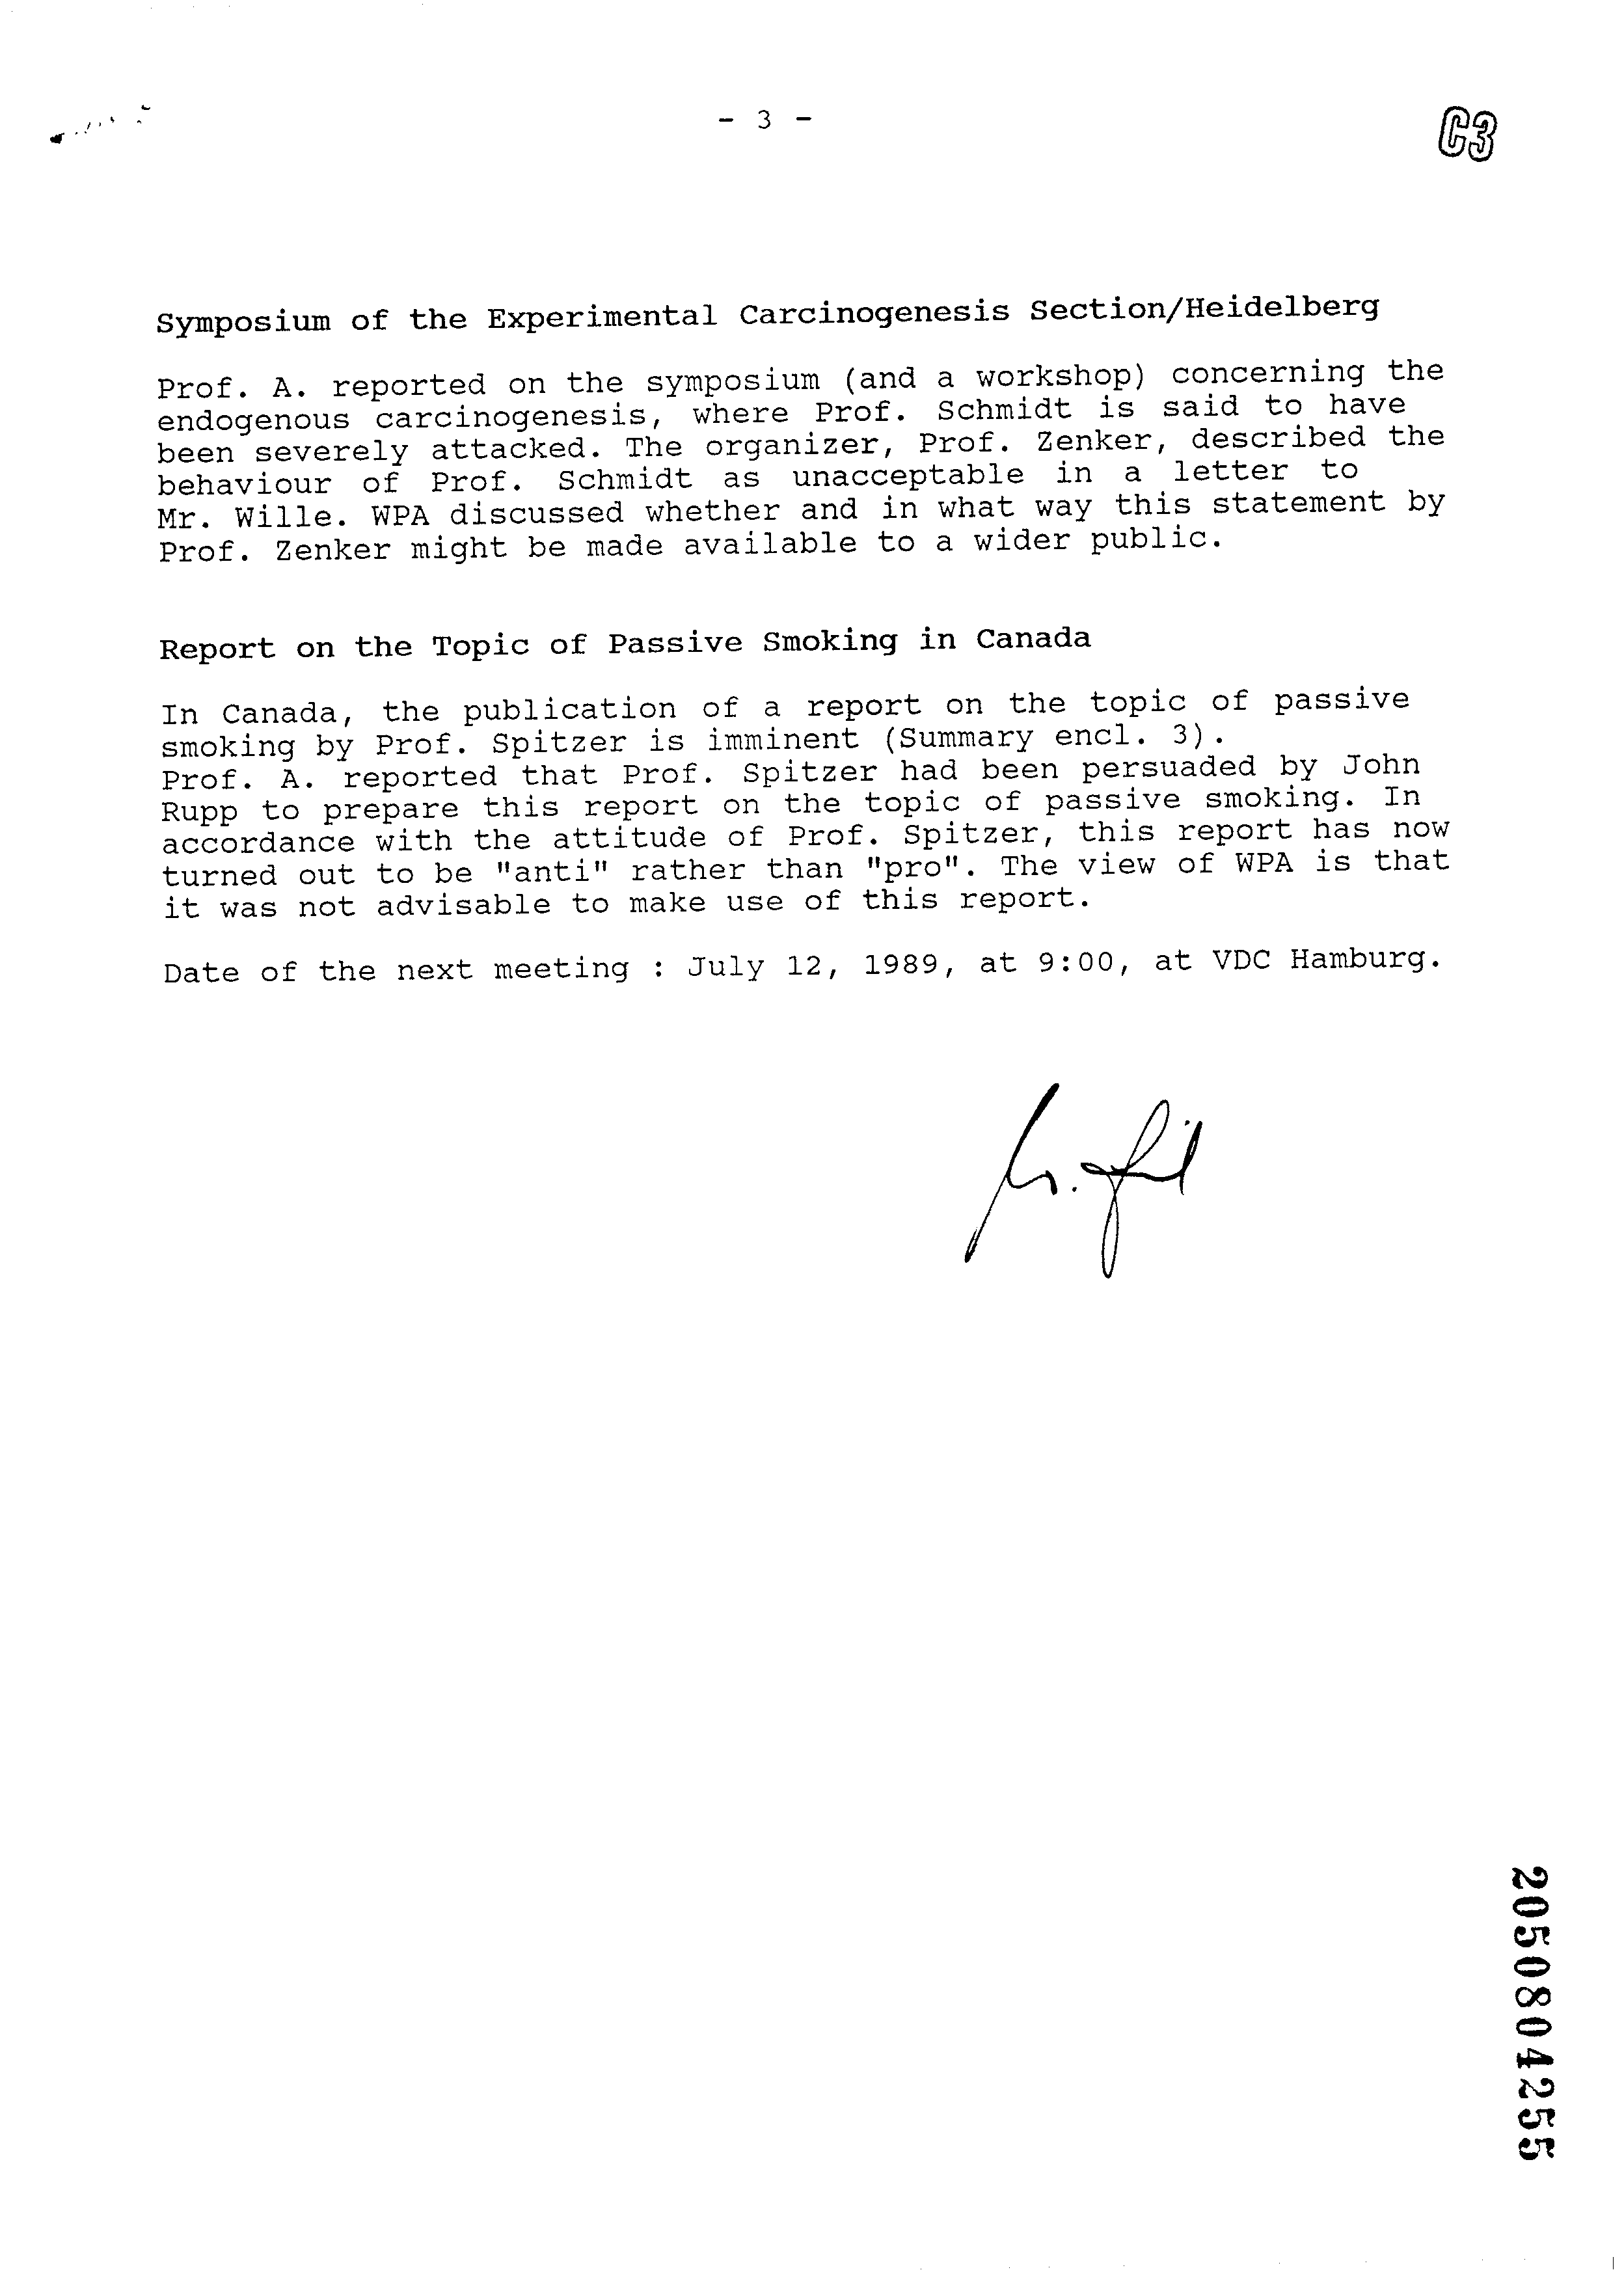 - 3 -
C3
Symposium of the Experimental Carcinogenesis Section/Heidelberg
Prof. A. reported on the symposium (and a workshop) concerning the
endogenous carcinogenesis, where Prof. Schmidt is said to have
been severely attacked. The organizer, Prof. Zenker, described the
behaviour of Prof. Schmidt as unacceptable in a letter to
Mr. Wille. WPA discussed whether and in what way this statement by
Prof. Zenker might be made available to a wider public.
Report on the Topic of Passive Smoking in Canada
In Canada, the publication of a report on the topic of passive
smoking by Prof. Spitzer is imminent (Summary encl. 3).
Prof. A. reported that Prof. Spitzer had been persuaded by John
Rupp to prepare this report on the topic of passive smoking. In
accordance with the attitude of Prof. Spitzer, this report has now
turned out to be "anti" rather than "pro". The view of WPA is that
it was not advisable to make use of this report.
Date of the next meeting : July 12, 1989, at 9:00, at VDC Hamburg.
2050804255